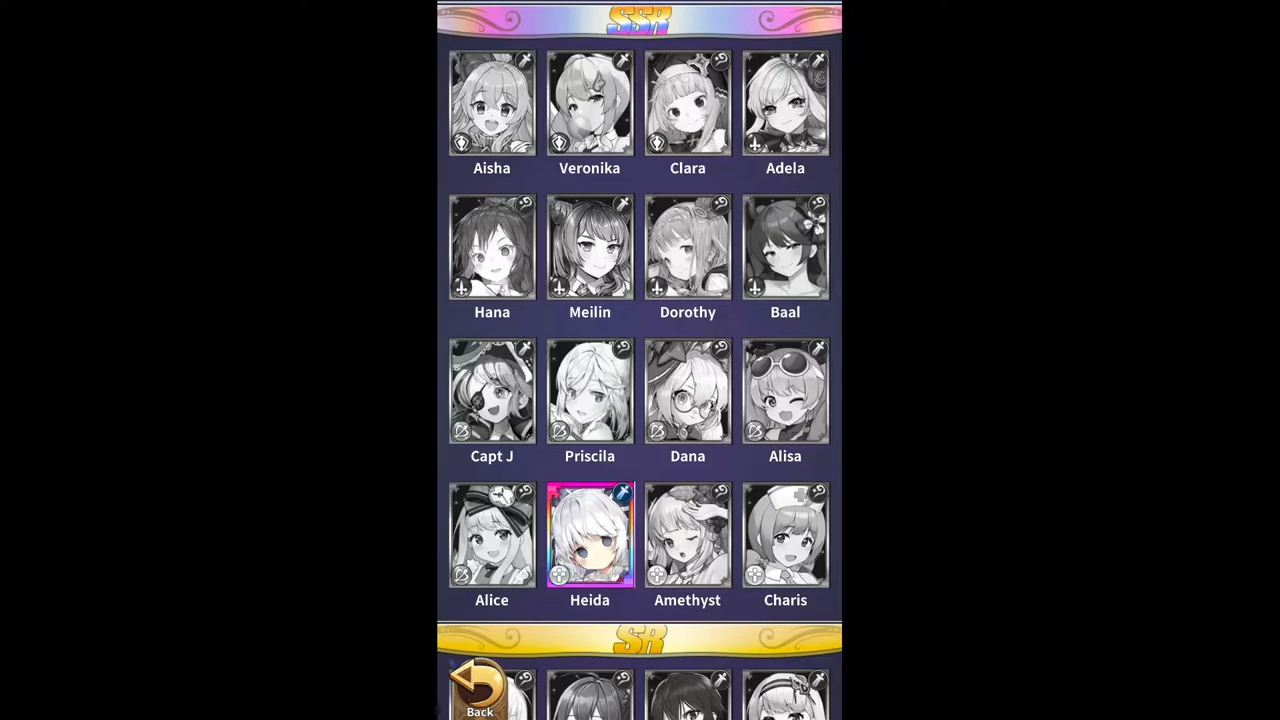 SSR
Aisha
Veronika
Clara
Adela
Hana
Meilin
Dorothy
Baal
Capt J
Priscila
Dana
Alisa
Alice
Heida
Amethyst
Charis
SR
Back